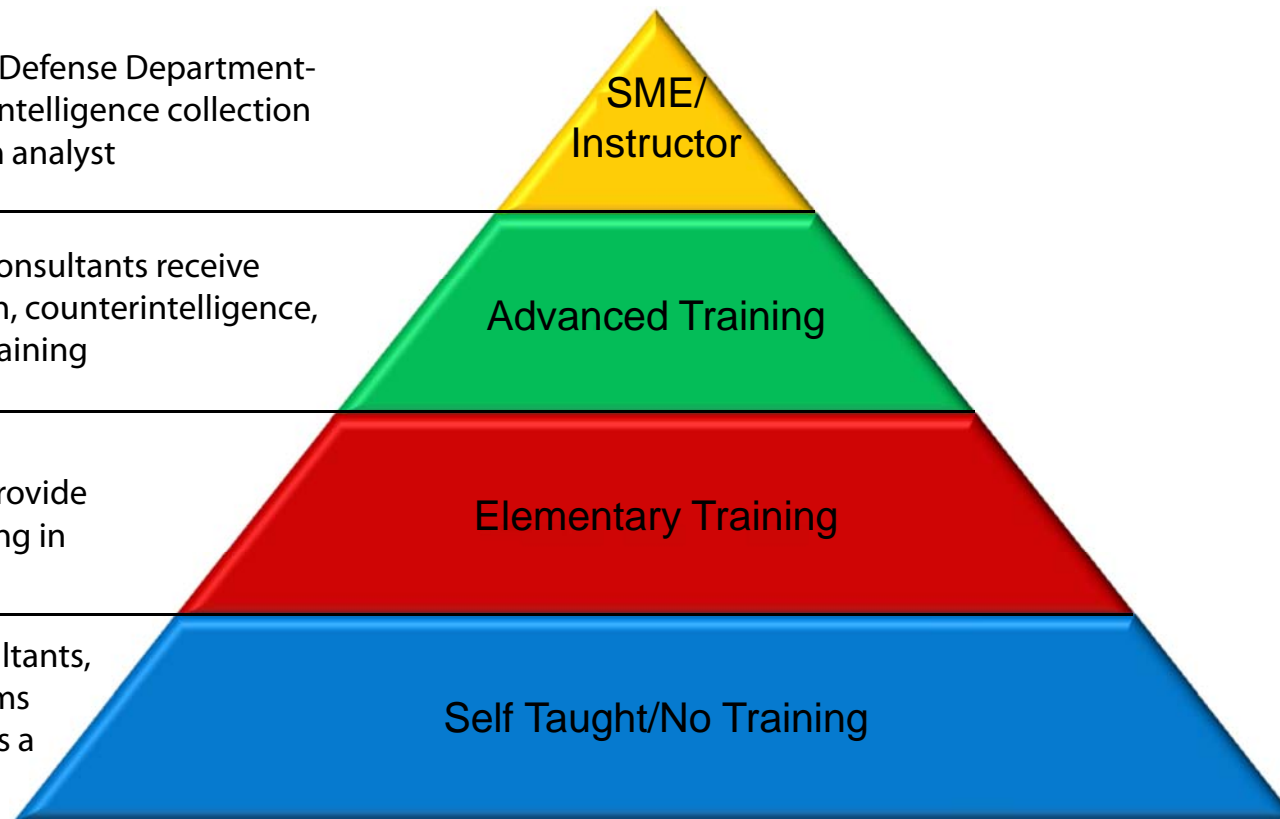 Defense Department-
ntelligence collection
analyst
SME/
Instructor
onsultants receive
n, counterintelligence,
aining
Advanced Training
rovide
ng in
Elementary Training
ltants,
ms
s a
Self Taught/No Training